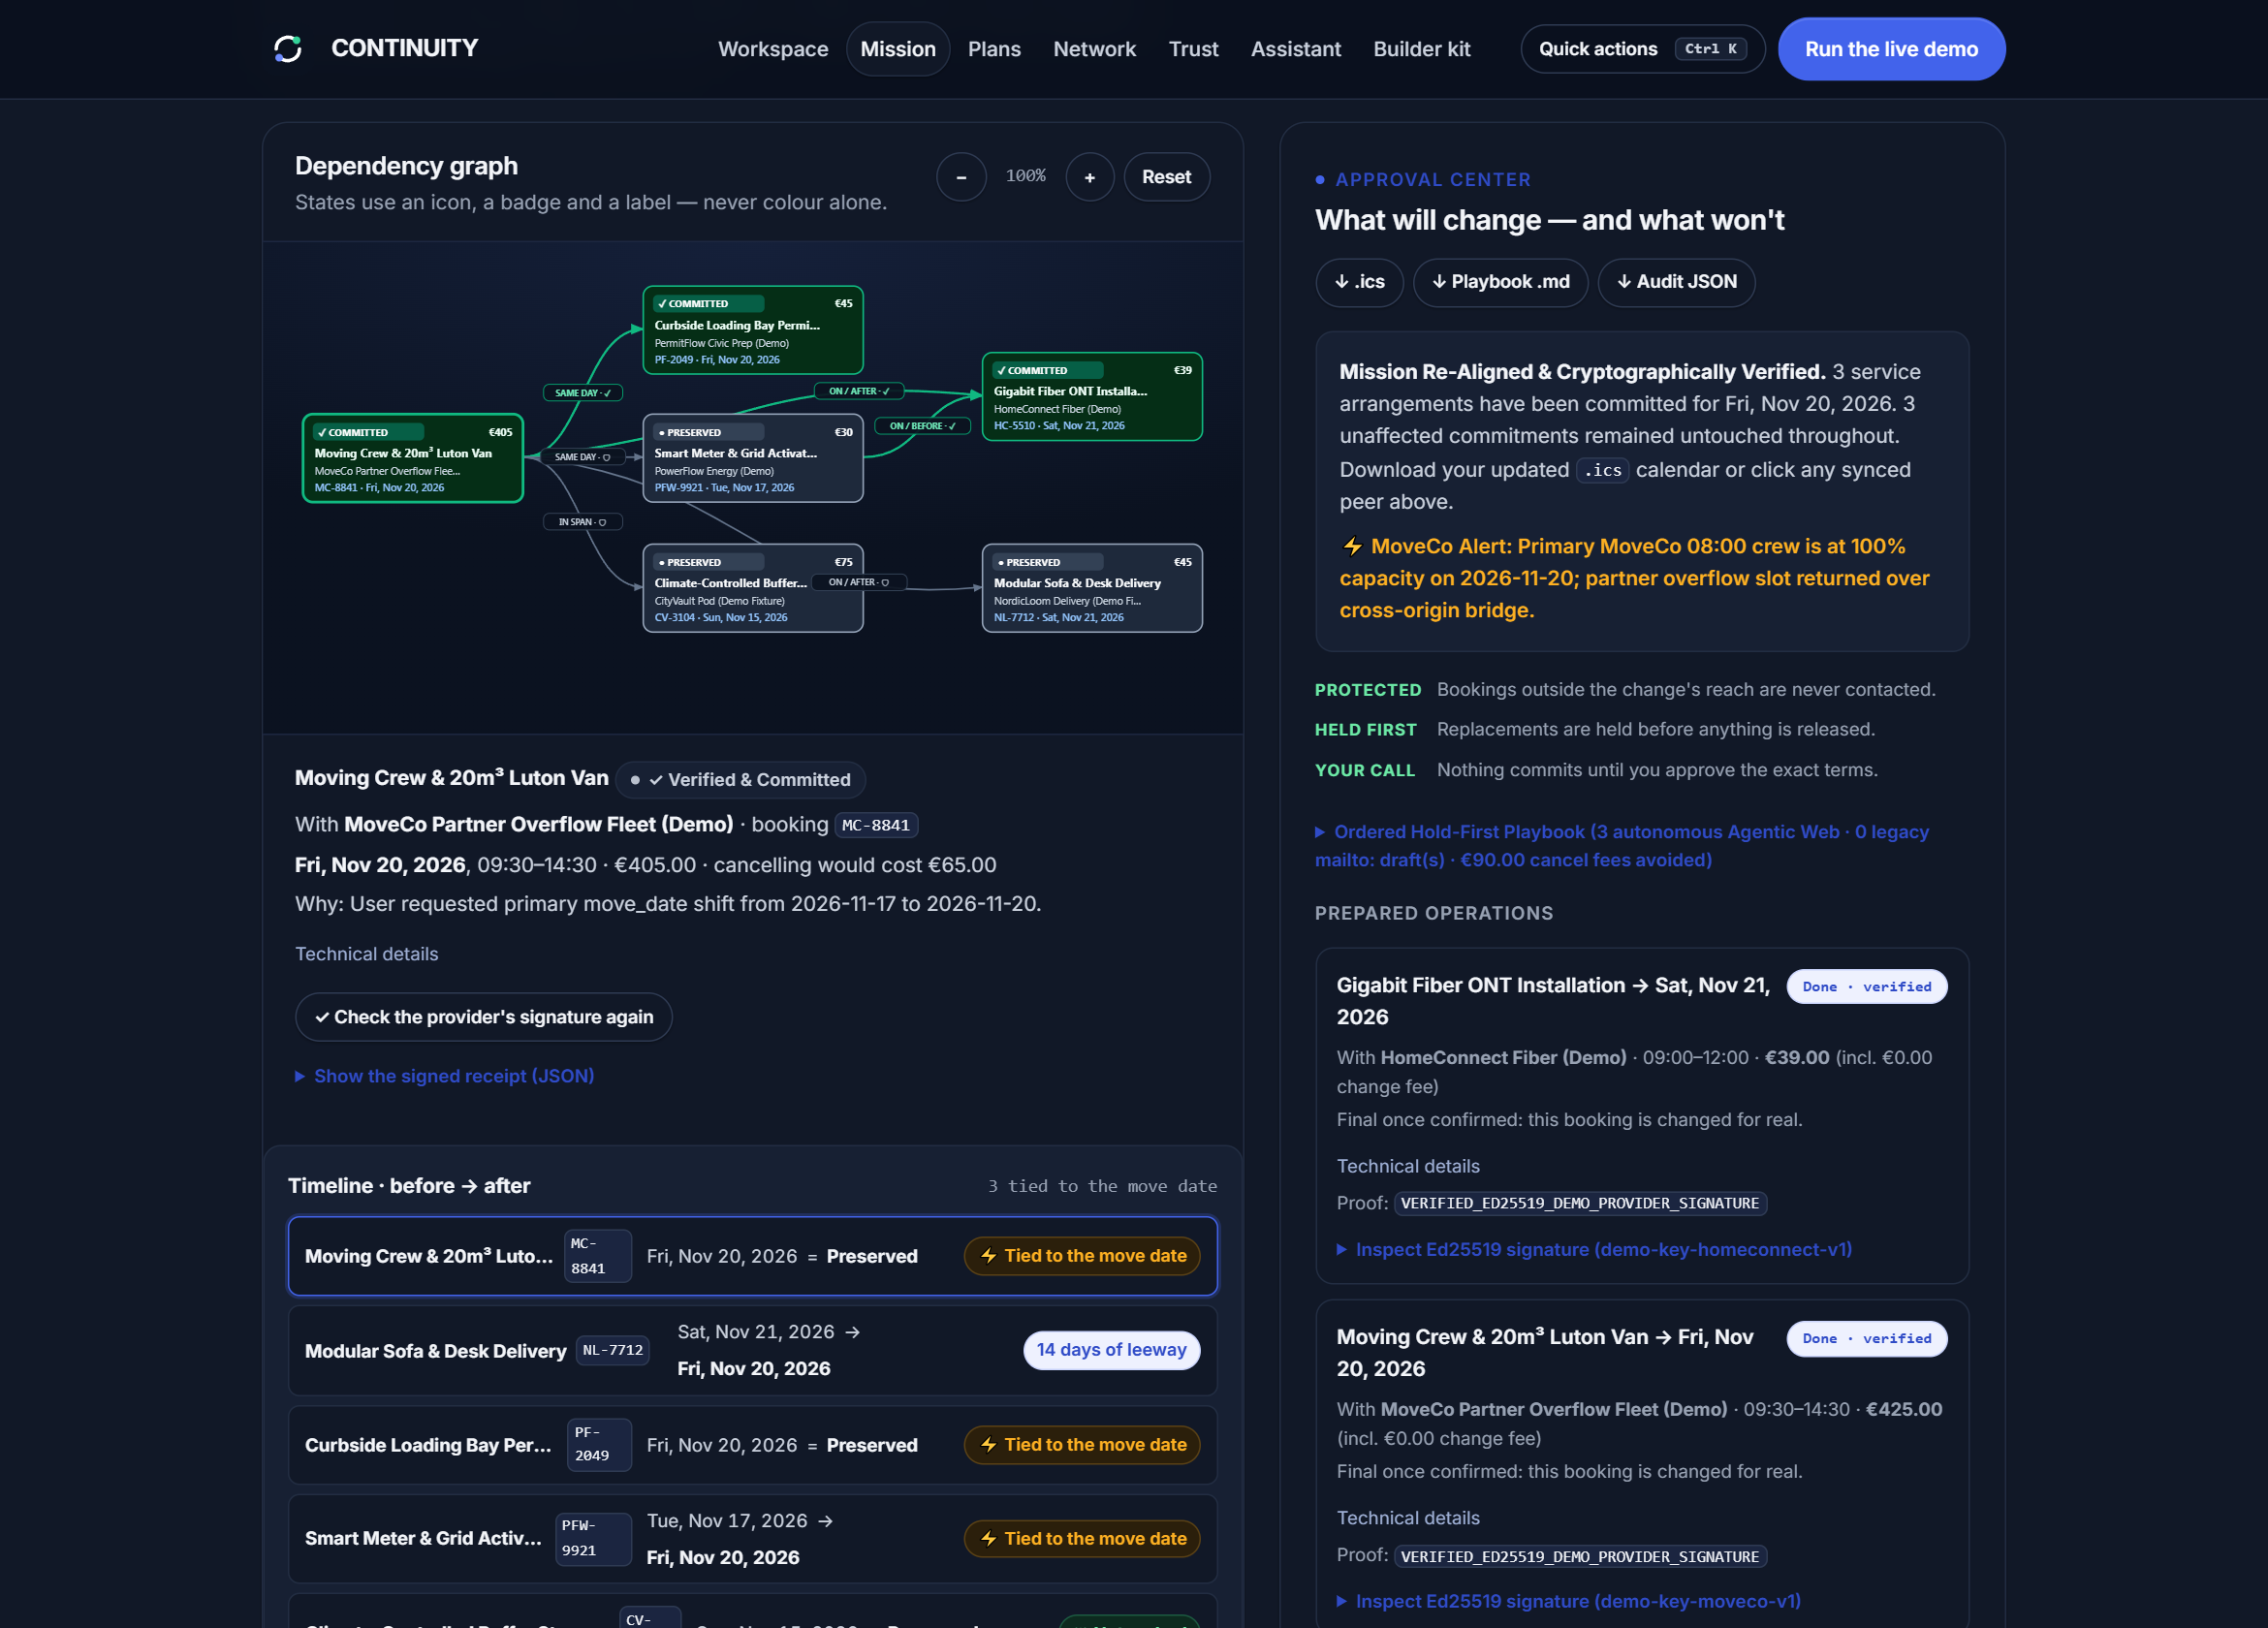 CONTINUITY
Workspace
Mission
Plans
Network
Trust
Assistant
Builder kit
Quick actions Ctrl K
Run the live demo
Dependency graph
States use an icon, a badge and a label — never colour alone.
−
100%
+
Reset
✓ COMMITTED €45
Curbside Loading Bay Permi...
PermitFlow Civic Prep (Demo)
PF-2049 · Fri, Nov 20, 2026
✓ COMMITTED €39
Gigabit Fiber ONT Installa...
HomeConnect Fiber (Demo)
HC-5510 · Sat, Nov 21, 2026
SAME DAY · ✓
ON / AFTER · ✓
ON / BEFORE · ✓
✓ COMMITTED €405
Moving Crew & 20m³ Luton Van
MoveCo Partner Overflow Flee...
MC-8841 · Fri, Nov 20, 2026
SAME DAY ·
● PRESERVED €30
Smart Meter & Grid Activat...
PowerFlow Energy (Demo)
PFW-9921 · Tue, Nov 17, 2026
IN SPAN ·
● PRESERVED €75
Climate-Controlled Buffer...
CityVault Pod (Demo Fixture)
CV-3104 · Sun, Nov 15, 2026
ON / AFTER ·
● PRESERVED €45
Modular Sofa & Desk Delivery
NordicLoom Delivery (Demo Fi...
NL-7712 · Sat, Nov 21, 2026
Moving Crew & 20m³ Luton Van ● ✓ Verified & Committed
With MoveCo Partner Overflow Fleet (Demo) · booking MC-8841
Fri, Nov 20, 2026, 09:30–14:30 · €405.00 · cancelling would cost €65.00
Why: User requested primary move_date shift from 2026-11-17 to 2026-11-20.
Technical details
✓ Check the provider's signature again
▶ Show the signed receipt (JSON)
Timeline · before → after 3 tied to the move date
Moving Crew & 20m³ Luto... MC-
8841 Fri, Nov 20, 2026 = Preserved ⚡ Tied to the move date
Modular Sofa & Desk Delivery NL-7712 Sat, Nov 21, 2026 →
Fri, Nov 20, 2026 14 days of leeway
Curbside Loading Bay Per... PF-
2049 Fri, Nov 20, 2026 = Preserved ⚡ Tied to the move date
Smart Meter & Grid Activ... PFW-
9921 Tue, Nov 17, 2026 →
Fri, Nov 20, 2026 ⚡ Tied to the move date
CV-
● APPROVAL CENTER
What will change — and what won't
↓ .ics
↓ Playbook .md
↓ Audit JSON
Mission Re-Aligned & Cryptographically Verified. 3 service
arrangements have been committed for Fri, Nov 20, 2026. 3
unaffected commitments remained untouched throughout.
Download your updated .ics calendar or click any synced
peer above.
⚡ MoveCo Alert: Primary MoveCo 08:00 crew is at 100%
capacity on 2026-11-20; partner overflow slot returned over
cross-origin bridge.
PROTECTED Bookings outside the change's reach are never contacted.
HELD FIRST Replacements are held before anything is released.
YOUR CALL Nothing commits until you approve the exact terms.
▶ Ordered Hold-First Playbook (3 autonomous Agentic Web · 0 legacy
mailto: draft(s) · €90.00 cancel fees avoided)
PREPARED OPERATIONS
Gigabit Fiber ONT Installation → Sat, Nov 21,
2026
Done · verified
With HomeConnect Fiber (Demo) · 09:00–12:00 · €39.00 (incl. €0.00
change fee)
Final once confirmed: this booking is changed for real.
Technical details
Proof: VERIFIED_ED25519_DEMO_PROVIDER_SIGNATURE
▶ Inspect Ed25519 signature (demo-key-homeconnect-v1)
Moving Crew & 20m³ Luton Van → Fri, Nov
20, 2026
Done · verified
With MoveCo Partner Overflow Fleet (Demo) · 09:30–14:30 · €425.00
(incl. €0.00 change fee)
Final once confirmed: this booking is changed for real.
Technical details
Proof: VERIFIED_ED25519_DEMO_PROVIDER_SIGNATURE
▶ Inspect Ed25519 signature (demo-key-moveco-v1)